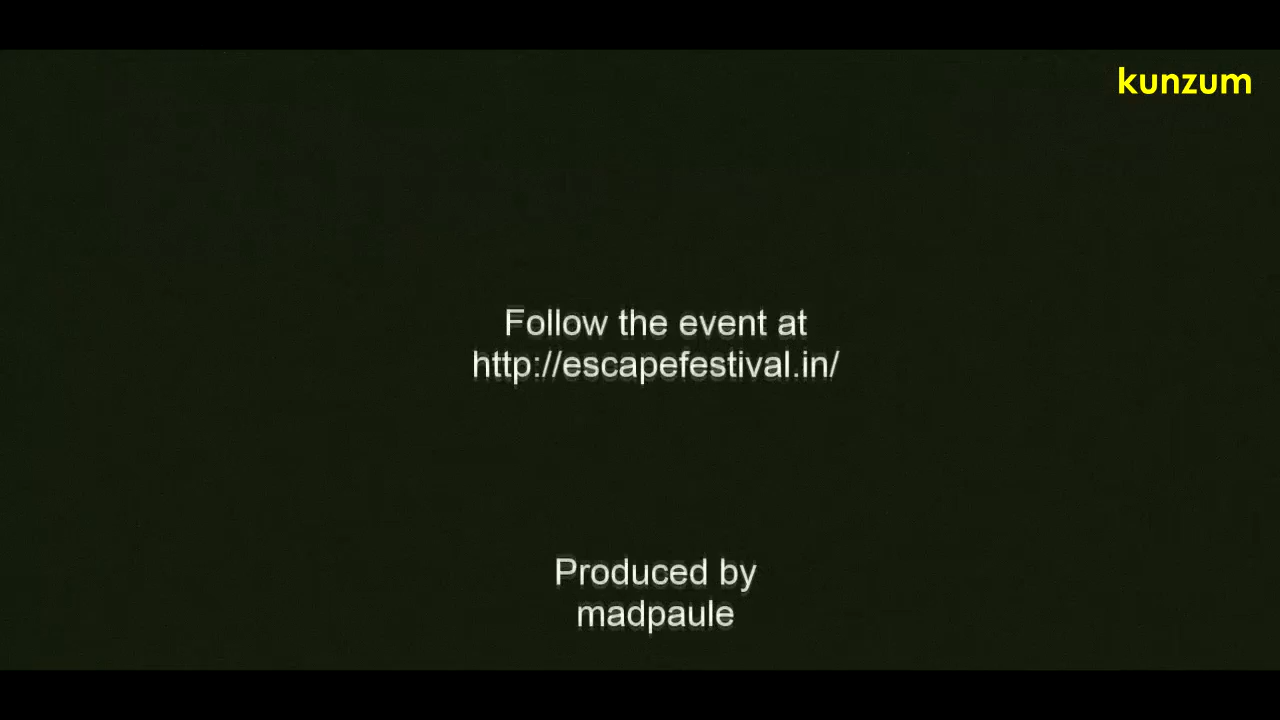 kunzum
Follow the event at
http://escapefestival.in/
Produced by
madpaule